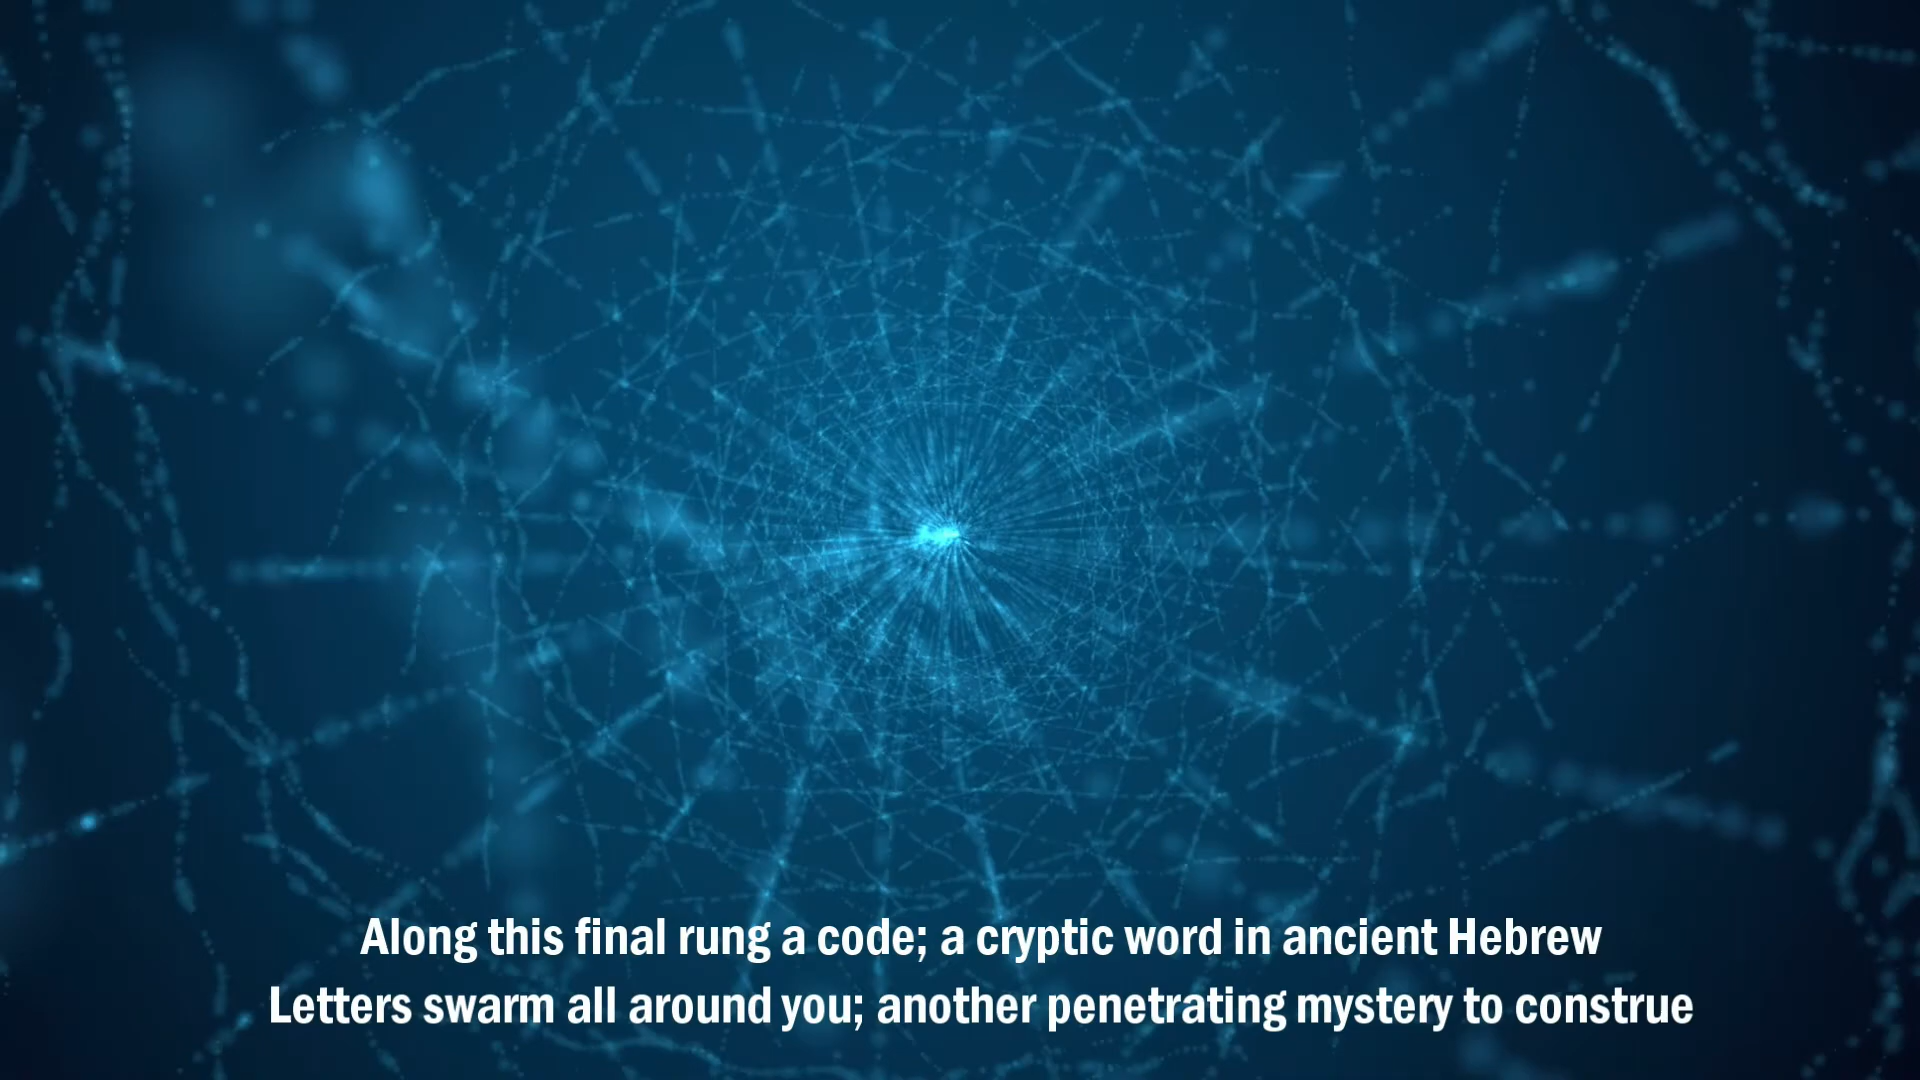 Along this final rung a code; a cryptic word in ancient Hebrew
Letters swarm all around you; another penetrating mystery to construe